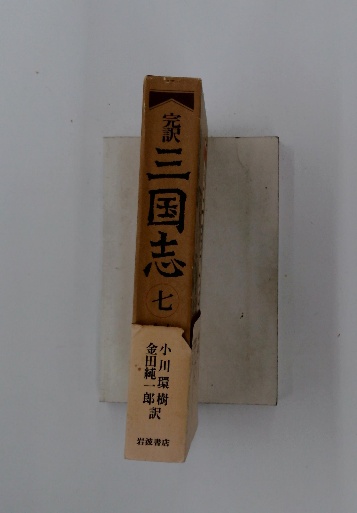 完訳
三国志
七
小川環樹
金田純一郎訳
岩波書店